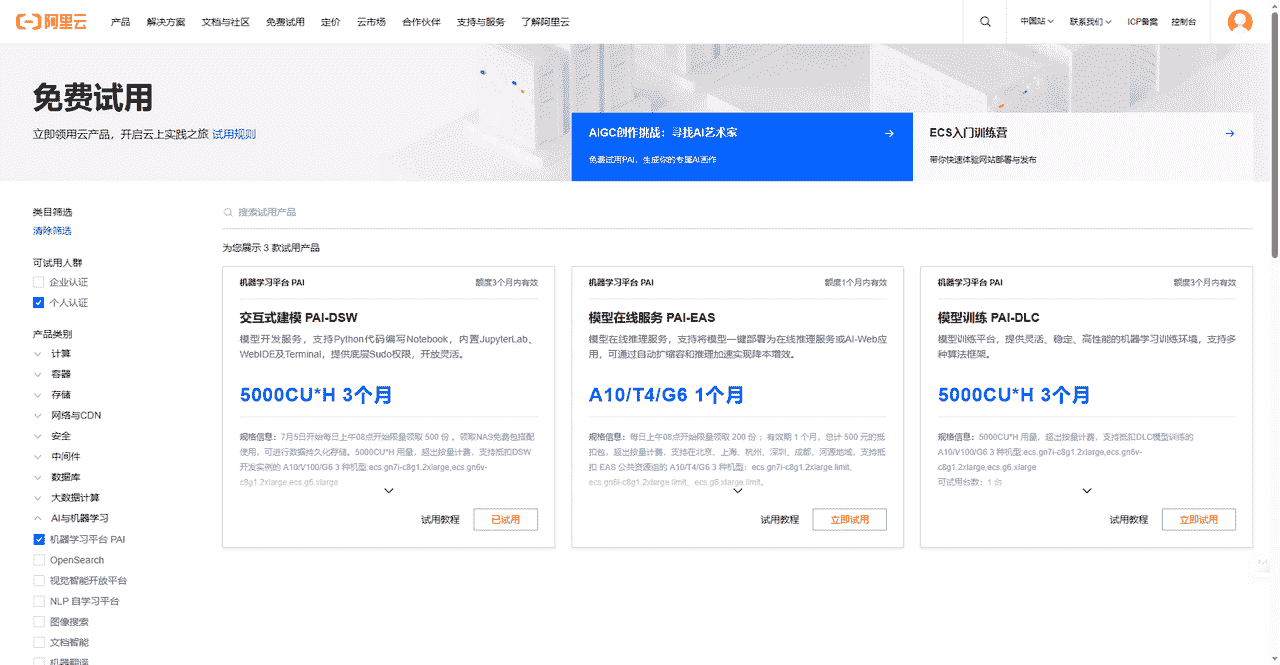 阿里云 产品 解决方案 文档与社区 免费试用 定价 云市场 合作伙伴 支持与服务 了解阿里云 中国站 联系我们 ICP备案 控制台
免费试用
立即领用云产品，开启云上实践之旅 试用规则
AIGC创作挑战：寻找AI艺术家
免费试用PAI，生成你的专属AI画作
ECS入门训练营
带你快速体验网站部署与发布
类目筛选
清除筛选
可试用人群
企业认证
个人认证
产品类别
计算
容器
存储
网络与CDN
安全
中间件
数据库
大数据计算
AI与机器学习
机器学习平台 PAI
OpenSearch
视觉智能开放平台
NLP 自学习平台
图像搜索
文档智能
机器翻译
搜索试用产品
为您展示 3 款试用产品
机器学习平台 PAI 额度3个月内有效
交互式建模 PAI-DSW
模型开发服务，支持Python代码编写Notebook，内置JupyterLab、
WebIDE及Terminal，提供底层Sudo权限，开放灵活。
5000CU*H 3个月
规格信息：7月5日开始每日上午08点开始限量领取 500 份 。领取NAS免费包搭配
使用，可进行数据持久化存储。5000CU*H 用量，超出按量计费，支持抵扣DSW
开发实例的 A10/V100/G6 3 种机型:ecs.gn7i-c8g1.2xlarge,ecs.gn6v-
c8g1.2xlarge,ecs.g6.xlarge
试用教程 已试用
机器学习平台 PAI 额度1个月内有效
模型在线服务 PAI-EAS
模型在线推理服务，支持将模型一键部署为在线推理服务或AI-Web应
用，可通过自动扩缩容和推理加速实现降本增效。
A10/T4/G6 1个月
规格信息：每日上午08点开始限量领取 200 份 ；有效期 1 个月，总计 500 元的抵
扣包，超出按量计费，支持在北京、上海、杭州、深圳、成都、河源地域，支持抵
扣 EAS 公共资源组的 A10/T4/G6 3 种机型：ecs.gn7i-c8g1.2xlarge.limit、
ecs.gn6i-c8g1.2xlarge.limit、ecs.g6.xlarge.limit。
试用教程 立即试用
机器学习平台 PAI 额度3个月内有效
模型训练 PAI-DLC
模型训练平台，提供灵活、稳定、高性能的机器学习训练环境，支持多
种算法框架。
5000CU*H 3个月
规格信息：5000CU*H 用量，超出按量计费，支持抵扣DLC模型训练的
A10/V100/G6 3 种机型:ecs.gn7i-c8g1.2xlarge,ecs.gn6v-
c8g1.2xlarge,ecs.g6.xlarge
可试用台数：1 台
试用教程 立即试用